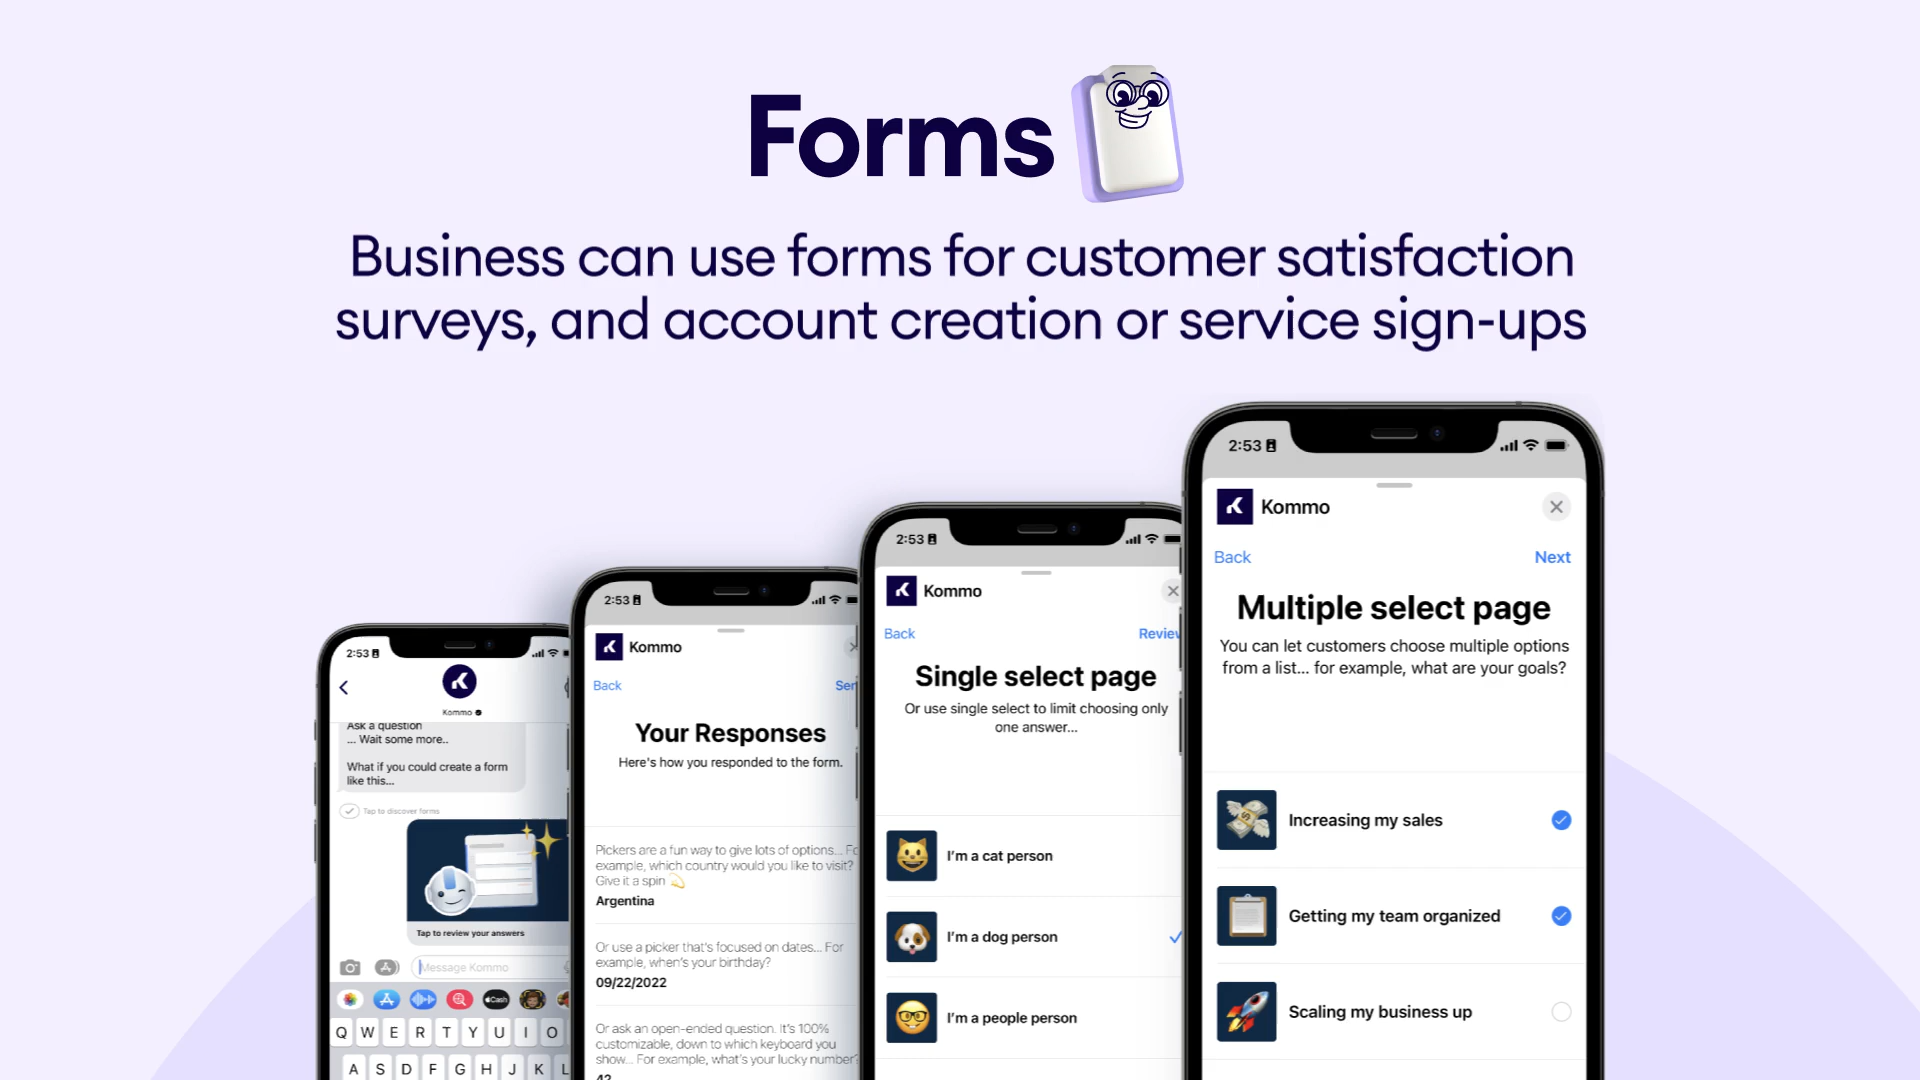 Forms
Business can use forms for customer satisfaction
surveys, and account creation or service sign-ups
2:53
Kommo
Ask a question
... Wait some more..
What if you could create a form
like this...
Tap to discover forms
Tap to review your answers
Message Kommo
Cash
Q W E R T Y U I O
A S D F G H J K L
2:53
Kommo
Back
Your Responses
Here's how you responded to the form.
Pickers are a fun way to give lots of options... Fo
example, which country would you like to visit?
Give it a spin
Argentina
Or use a picker that's focused on dates... For
example, when's your birthday?
09/22/2022
Or ask an open-ended question. It's 100%
customizable, down to which keyboard you
show... For example, what's your lucky number?
42
2:53
Kommo
Back Review
Single select page
Or use single select to limit choosing only
one answer...
I'm a cat person
I'm a dog person
I'm a people person
2:53
Kommo
Back Next
Multiple select page
You can let customers choose multiple options
from a list... for example, what are your goals?
Increasing my sales
Getting my team organized
Scaling my business up